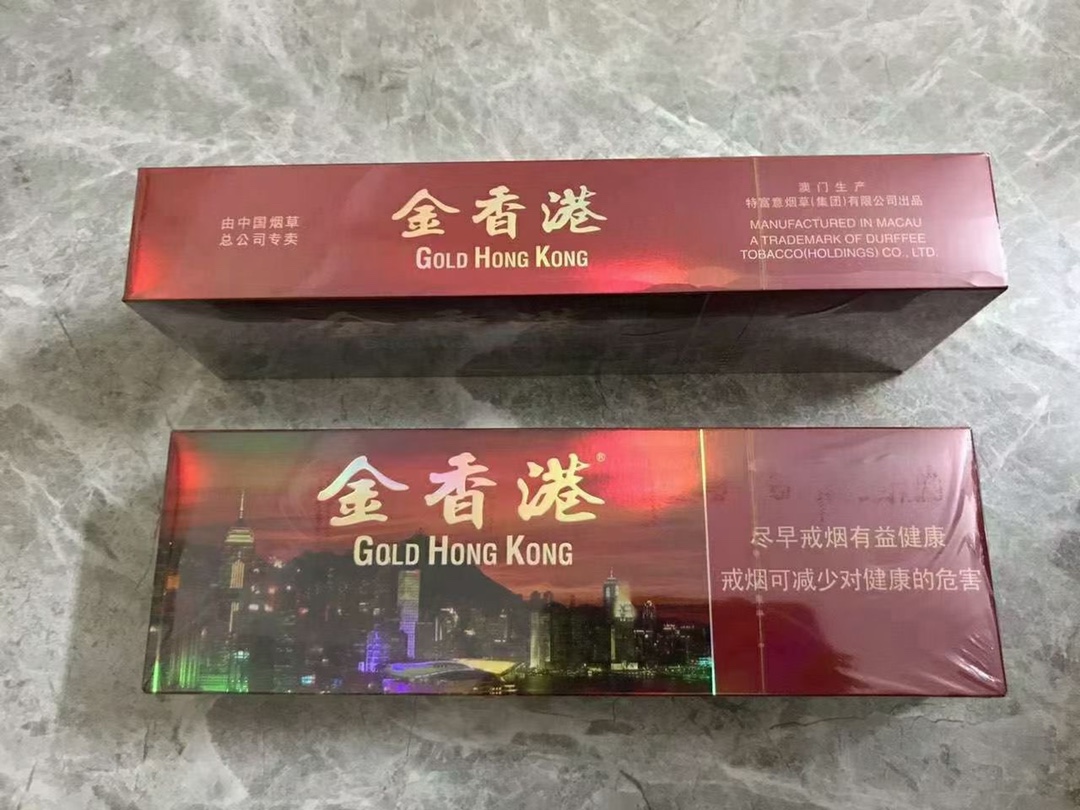 由中国烟草
总公司专卖
金香港
GOLD HONG KONG
澳门生产
特富意烟草(集团)有限公司出品
MANUFACTURED IN MACAU
A TRADEMARK OF DURFFEE
TOBACCO(HOLDINGS) CO., LTD.
金香港®
GOLD HONG KONG
尽早戒烟有益健康
戒烟可减少对健康的危害